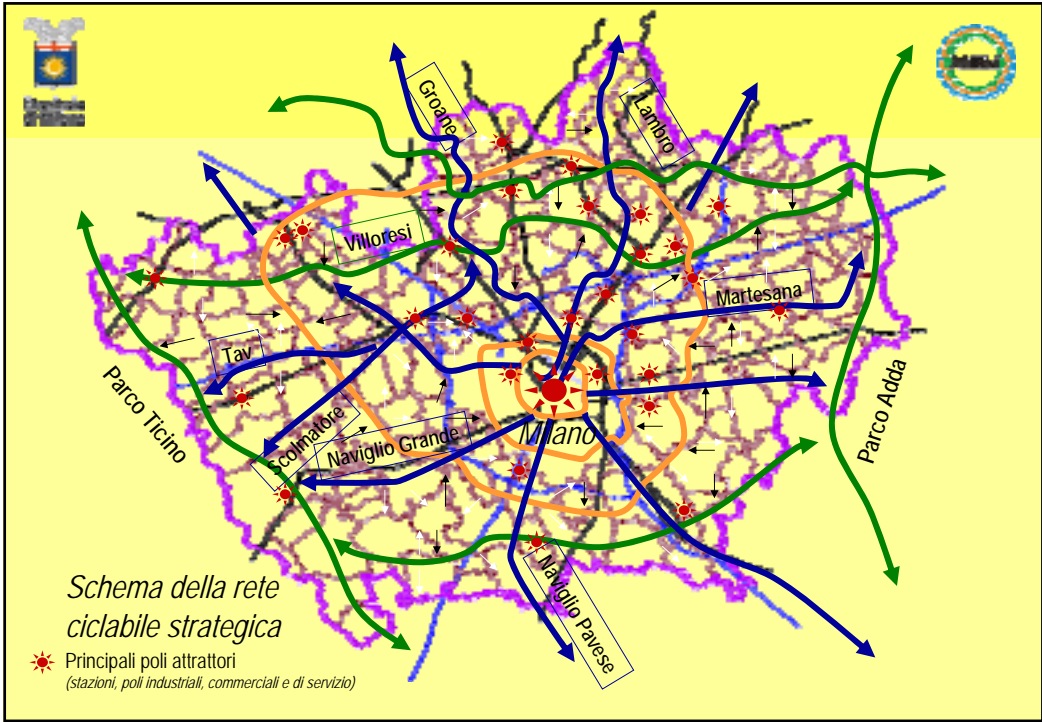 Groane
Lambro
Villoresi
Martesana
Tav
Parco Ticino
Parco Adda
Scolmatore
Naviglio Grande
Milano
Naviglio Pavese
Schema della rete
ciclabile strategica
Principali poli attrattori
(stazioni, poli industriali, commerciali e di servizio)